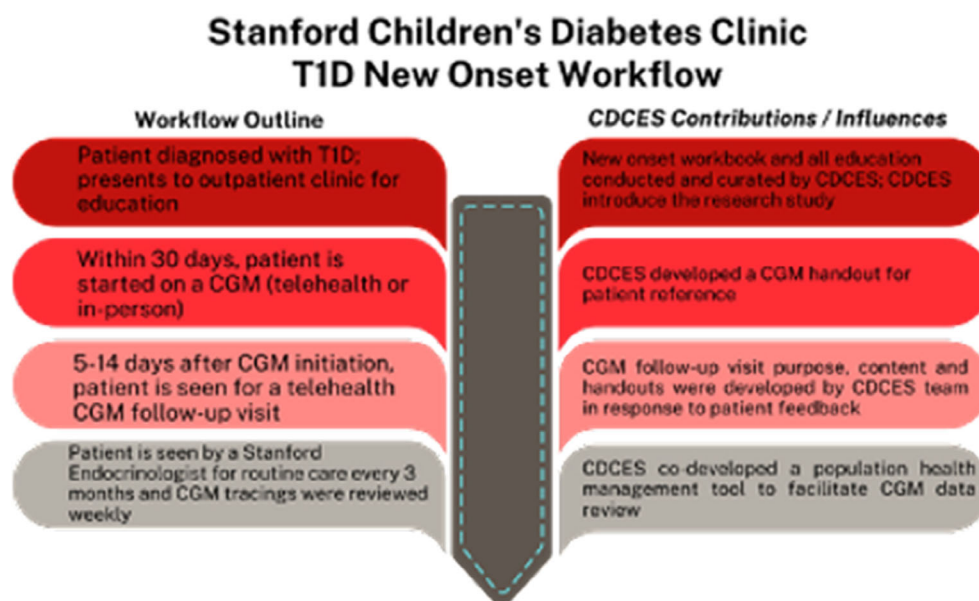 Stanford Children's Diabetes Clinic
T1D New Onset Workflow
Workflow Outline
CDCES Contributions / Influences
Patient diagnosed with T1D;
presents to outpatient clinic for
education
New onset workbook and all education
conducted and curated by CDCES; CDCES
introduce the research study
Within 30 days, patient is
started on a CGM (telehealth or
in-person)
CDCES developed a CGM handout for
patient reference
5-14 days after CGM initiation,
patient is seen for a telehealth
CGM follow-up visit
CGM follow-up visit purpose, content and
handouts were developed by CDCES team
in response to patient feedback
Patient is seen by a Stanford
Endocrinologist for routine care every 3
months and CGM tracings were reviewed
weekly
CDCES co-developed a population health
management tool to facilitate CGM data
review